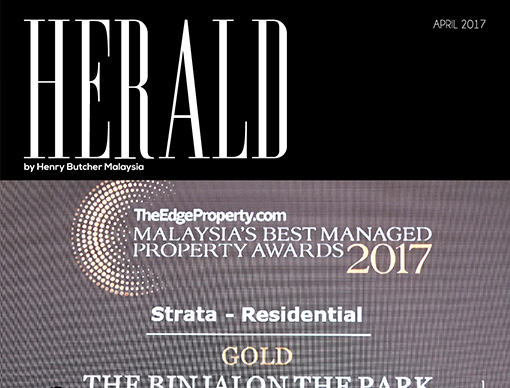 HERALD
APRIL 2017
by Henry Butcher Malaysia
TheEdgeProperty.com
MALAYSIA'S BEST MANAGED
PROPERTY AWARDS 2017
Strata - Residential
GOLD
THE BINJAI ON THE PARK